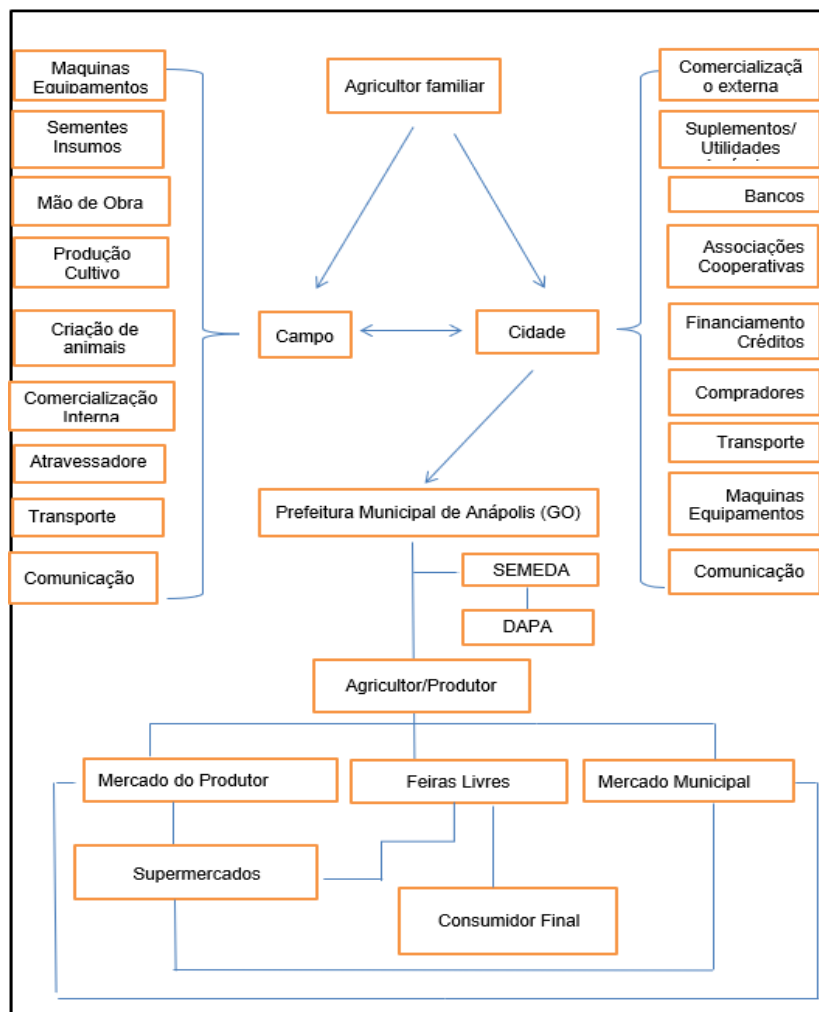 Maquinas
Equipamentos
Sementes
Insumos
Mão de Obra
Produção
Cultivo
Criação de
animais
Comercialização
Interna
Atravessadore
Transporte
Comunicação
Agricultor familiar
Campo
Cidade
Comercializaçã
o externa
Suplementos/
Utilidades
Bancos
Associações
Cooperativas
Financiamento
Créditos
Compradores
Transporte
Maquinas
Equipamentos
Comunicação
Prefeitura Municipal de Anápolis (GO)
SEMEDA
DAPA
Agricultor/Produtor
Mercado do Produtor
Feiras Livres
Mercado Municipal
Supermercados
Consumidor Final